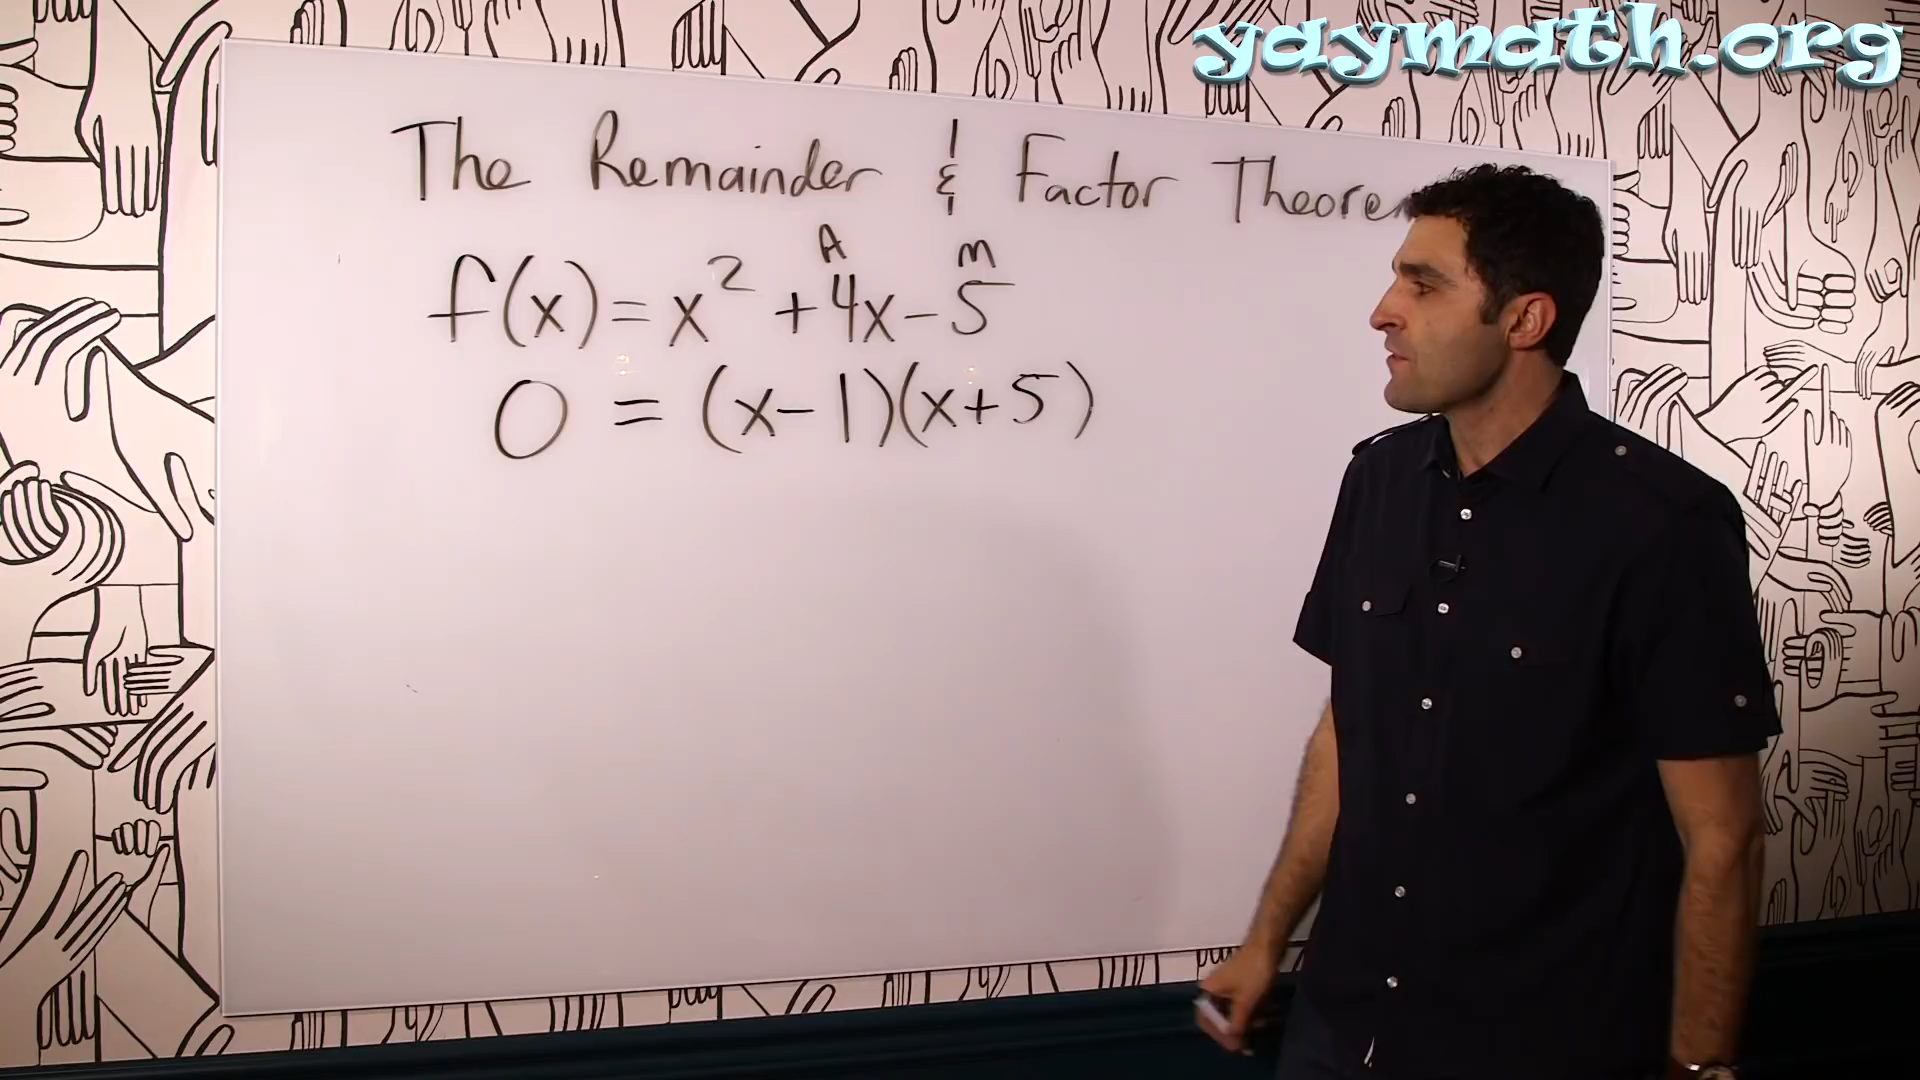 yaymath.org
The Remainder & Factor Theorem
A M
f(x) = x² + 4x - 5
0 = (x - 1)(x + 5)